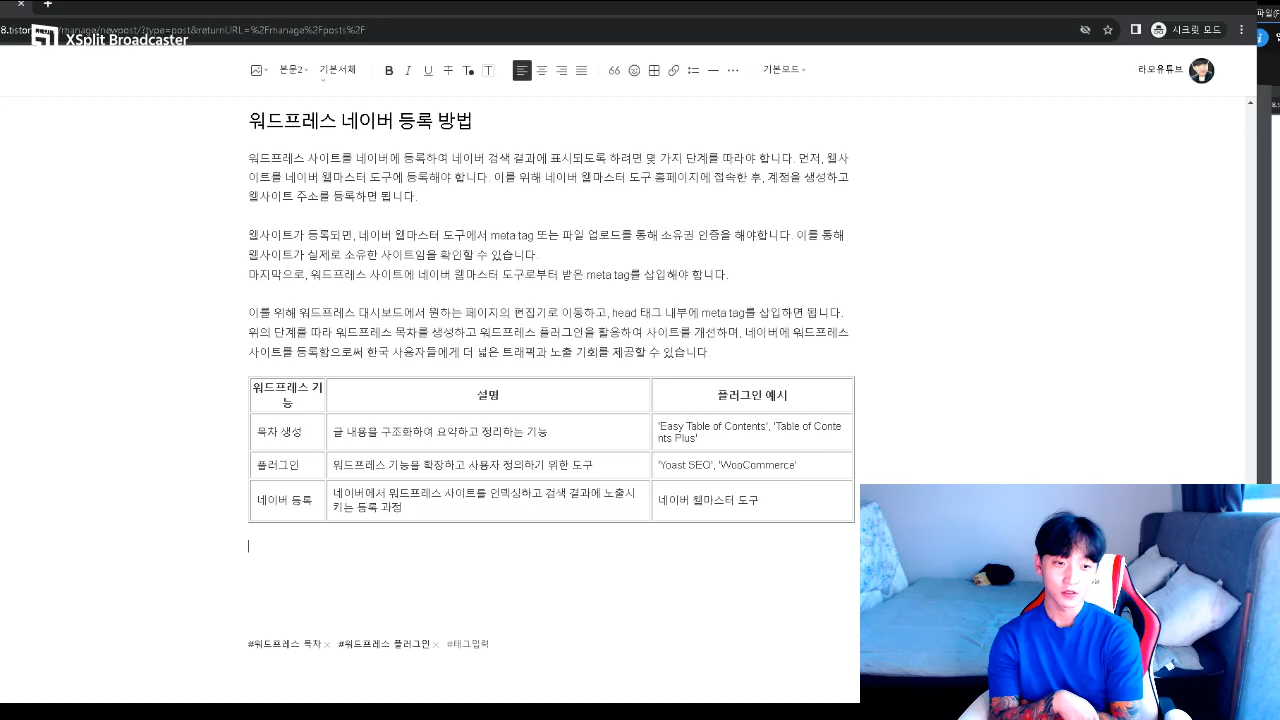 8.tistory.com/manage/newpost/?type=post&returnURL=%2Fmanage%2Fposts%2F
XSplit Broadcaster
시크릿 모드
파일(F
본문2
기본서체
B I U T T T
기본모드
라모유튜브
워드프레스 네이버 등록 방법
워드프레스 사이트를 네이버에 등록하여 네이버 검색 결과에 표시되도록 하려면 몇 가지 단계를 따라야 합니다. 먼저, 웹사
이트를 네이버 웹마스터 도구에 등록해야 합니다. 이를 위해 네이버 웹마스터 도구 홈페이지에 접속한 후, 계정을 생성하고
웹사이트 주소를 등록하면 됩니다.
웹사이트가 등록되면, 네이버 웹마스터 도구에서 meta tag 또는 파일 업로드를 통해 소유권 인증을 해야합니다. 이를 통해
웹사이트가 실제로 소유한 사이트임을 확인할 수 있습니다.
마지막으로, 워드프레스 사이트에 네이버 웹마스터 도구로부터 받은 meta tag를 삽입해야 합니다.
이를 위해 워드프레스 대시보드에서 원하는 페이지의 편집기로 이동하고, head 태그 내부에 meta tag를 삽입하면 됩니다.
위의 단계를 따라 워드프레스 목차를 생성하고 워드프레스 플러그인을 활용하여 사이트를 개선하며, 네이버에 워드프레스
사이트를 등록함으로써 한국 사용자들에게 더 넓은 트래픽과 노출 기회를 제공할 수 있습니다.
워드프레스 기
능
설명
플러그인 예시
목차 생성
글 내용을 구조화하여 요약하고 정리하는 기능
'Easy Table of Contents', 'Table of Conte
nts Plus'
플러그인
워드프레스 기능을 확장하고 사용자 정의하기 위한 도구
'Yoast SEO', 'WooCommerce'
네이버 등록
네이버에서 워드프레스 사이트를 인덱싱하고 검색 결과에 노출시
키는 등록 과정
네이버 웹마스터 도구
#워드프레스 목차 #워드프레스 플러그인 #태그입력